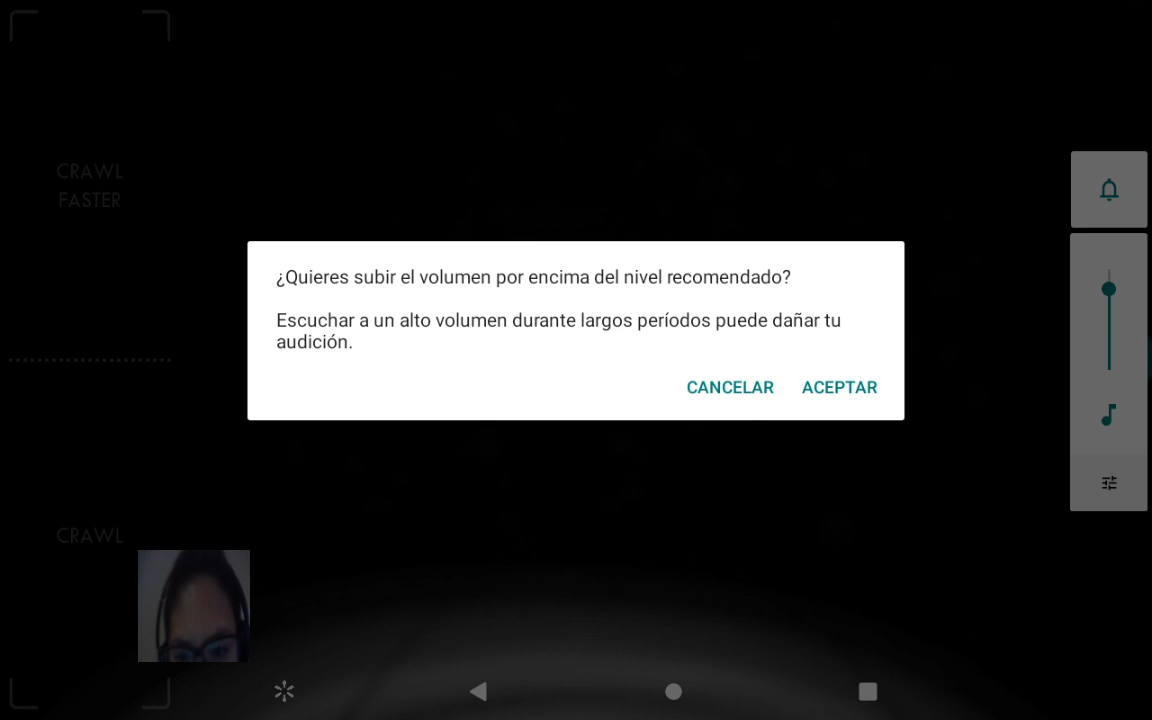 CRAWL
FASTER
¿Quieres subir el volumen por encima del nivel recomendado?
Escuchar a un alto volumen durante largos períodos puede dañar tu
audición.
CANCELAR ACEPTAR
CRAWL